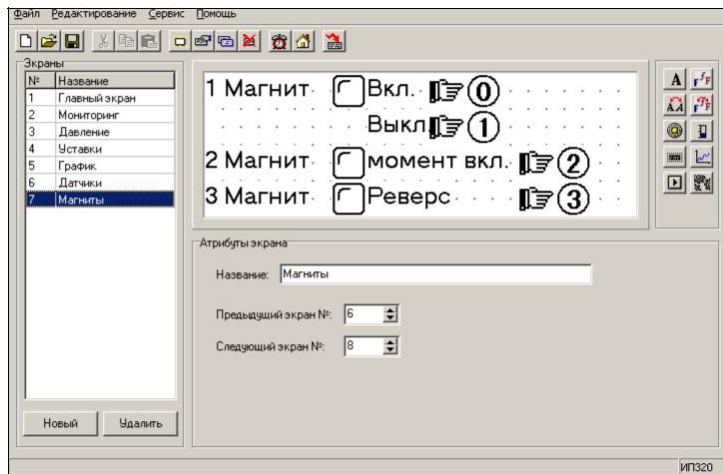 Файл Редактирование Сервис Помощь
Экраны
№ Название
1 Главный экран
2 Мониторинг
3 Давление
4 Уставки
5 График
6 Датчики
7 Магниты
Новый Удалить
1 Магнит Вкл. 0
Выкл 1
2 Магнит момент вкл. 2
3 Магнит Реверс 3
Атрибуты экрана
Название: Магниты
Предыдущий экран №: 6
Следующий экран №: 8
ИП320